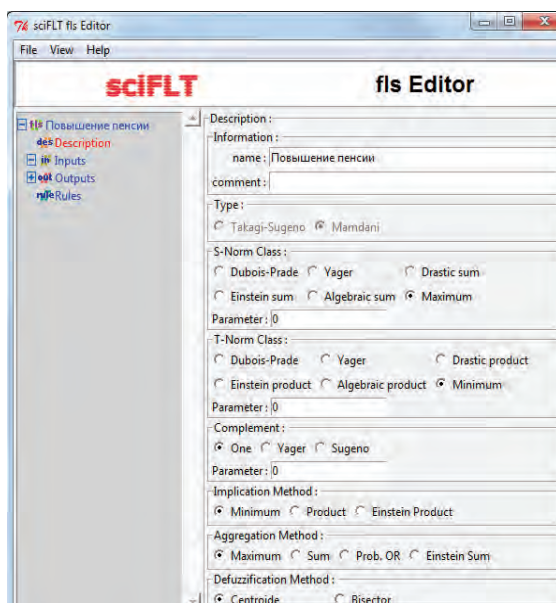 sciFLT fls Editor
File View Help
sciFLT fls Editor
fls Повышение пенсии
des Description
in Inputs
out Outputs
rule Rules
Description :
Information :
name : Повышение пенсии
comment :
Type :
Takagi-Sugeno Mamdani
S-Norm Class :
Dubois-Prade Yager Drastic sum
Einstein sum Algebraic sum Maximum
Parameter : 0
T-Norm Class :
Dubois-Prade Yager Drastic product
Einstein product Algebraic product Minimum
Parameter : 0
Complement :
One Yager Sugeno
Parameter : 0
Implication Method :
Minimum Product Einstein Product
Aggregation Method :
Maximum Sum Prob. OR Einstein Sum
Defuzzification Method :
Centroide Bisector